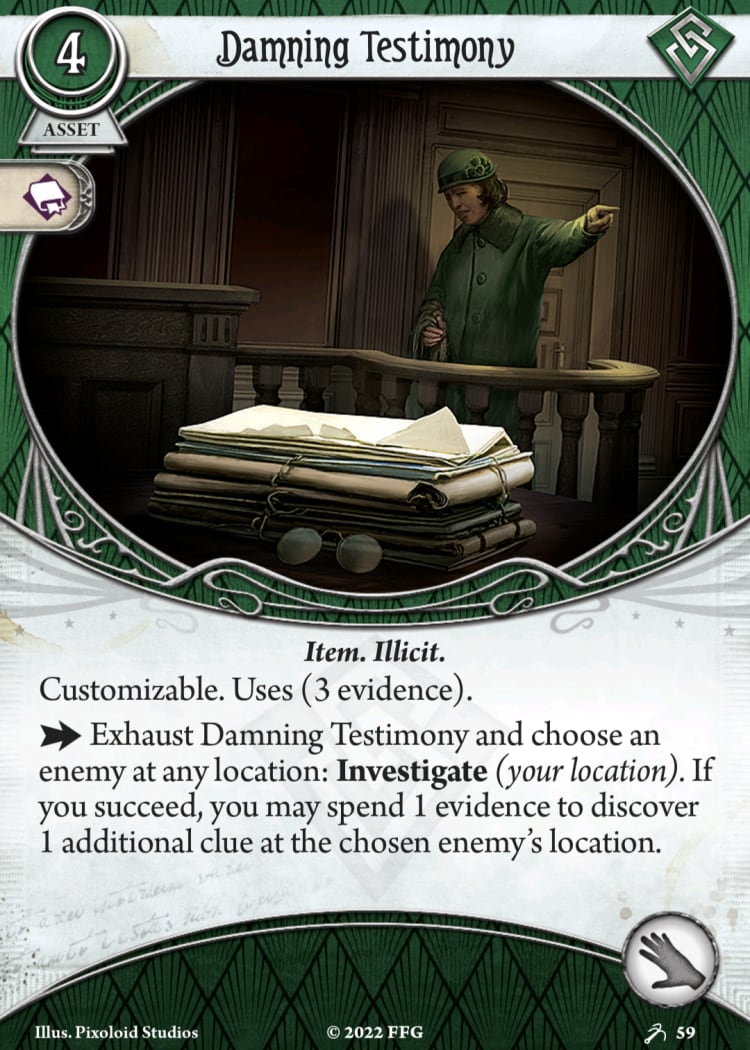 4
Damning Testimony
ASSET
Item. Illicit.
Customizable. Uses (3 evidence).
Exhaust Damning Testimony and choose an
enemy at any location: Investigate (your location). If
you succeed, you may spend 1 evidence to discover
1 additional clue at the chosen enemy's location.
Illus. Pixoloid Studios
© 2022 FFG
59